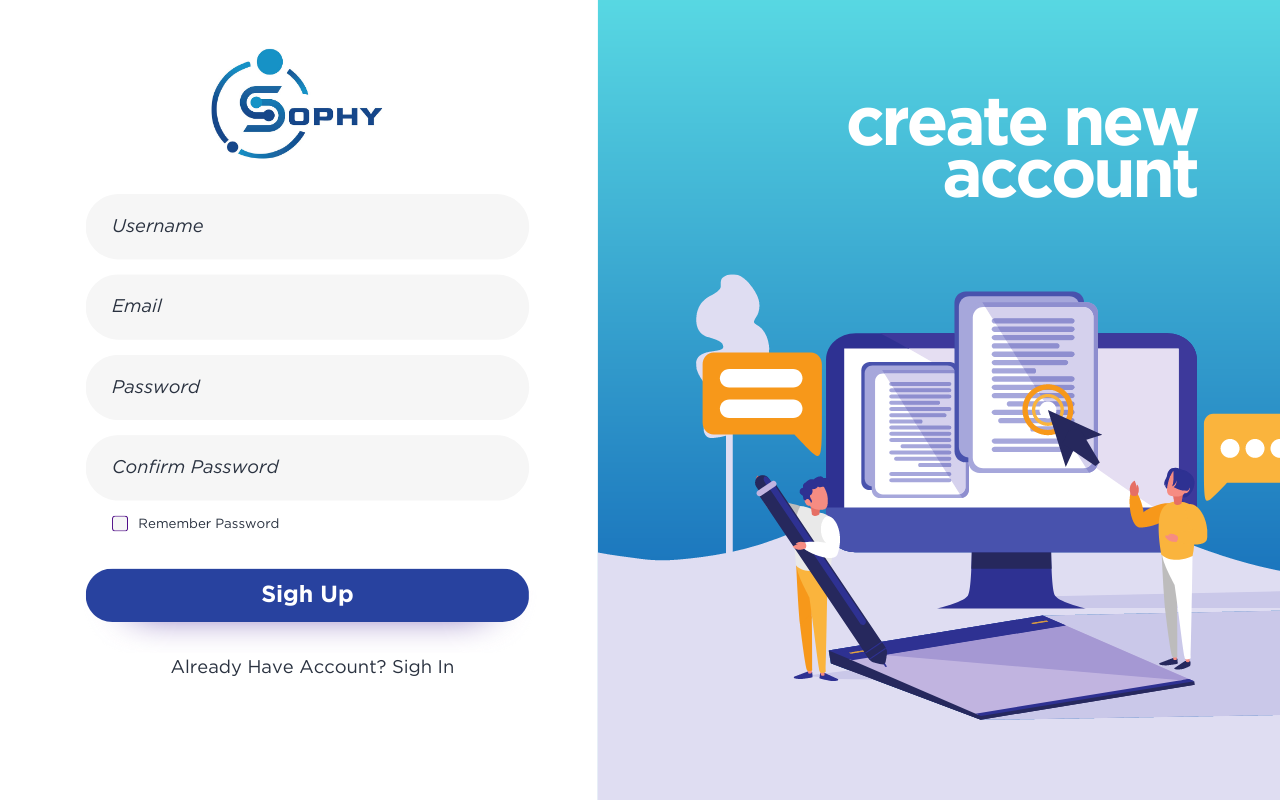 SOPHY
create new
account
Username
Email
Password
Confirm Password
Remember Password
Sigh Up
Already Have Account? Sigh In